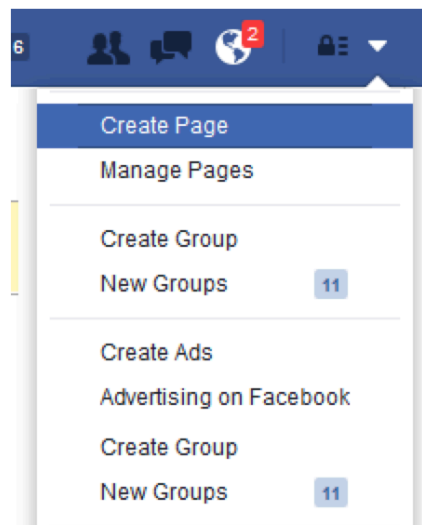 6
2
Create Page
Manage Pages
Create Group
New Groups 11
Create Ads
Advertising on Facebook
Create Group
New Groups 11